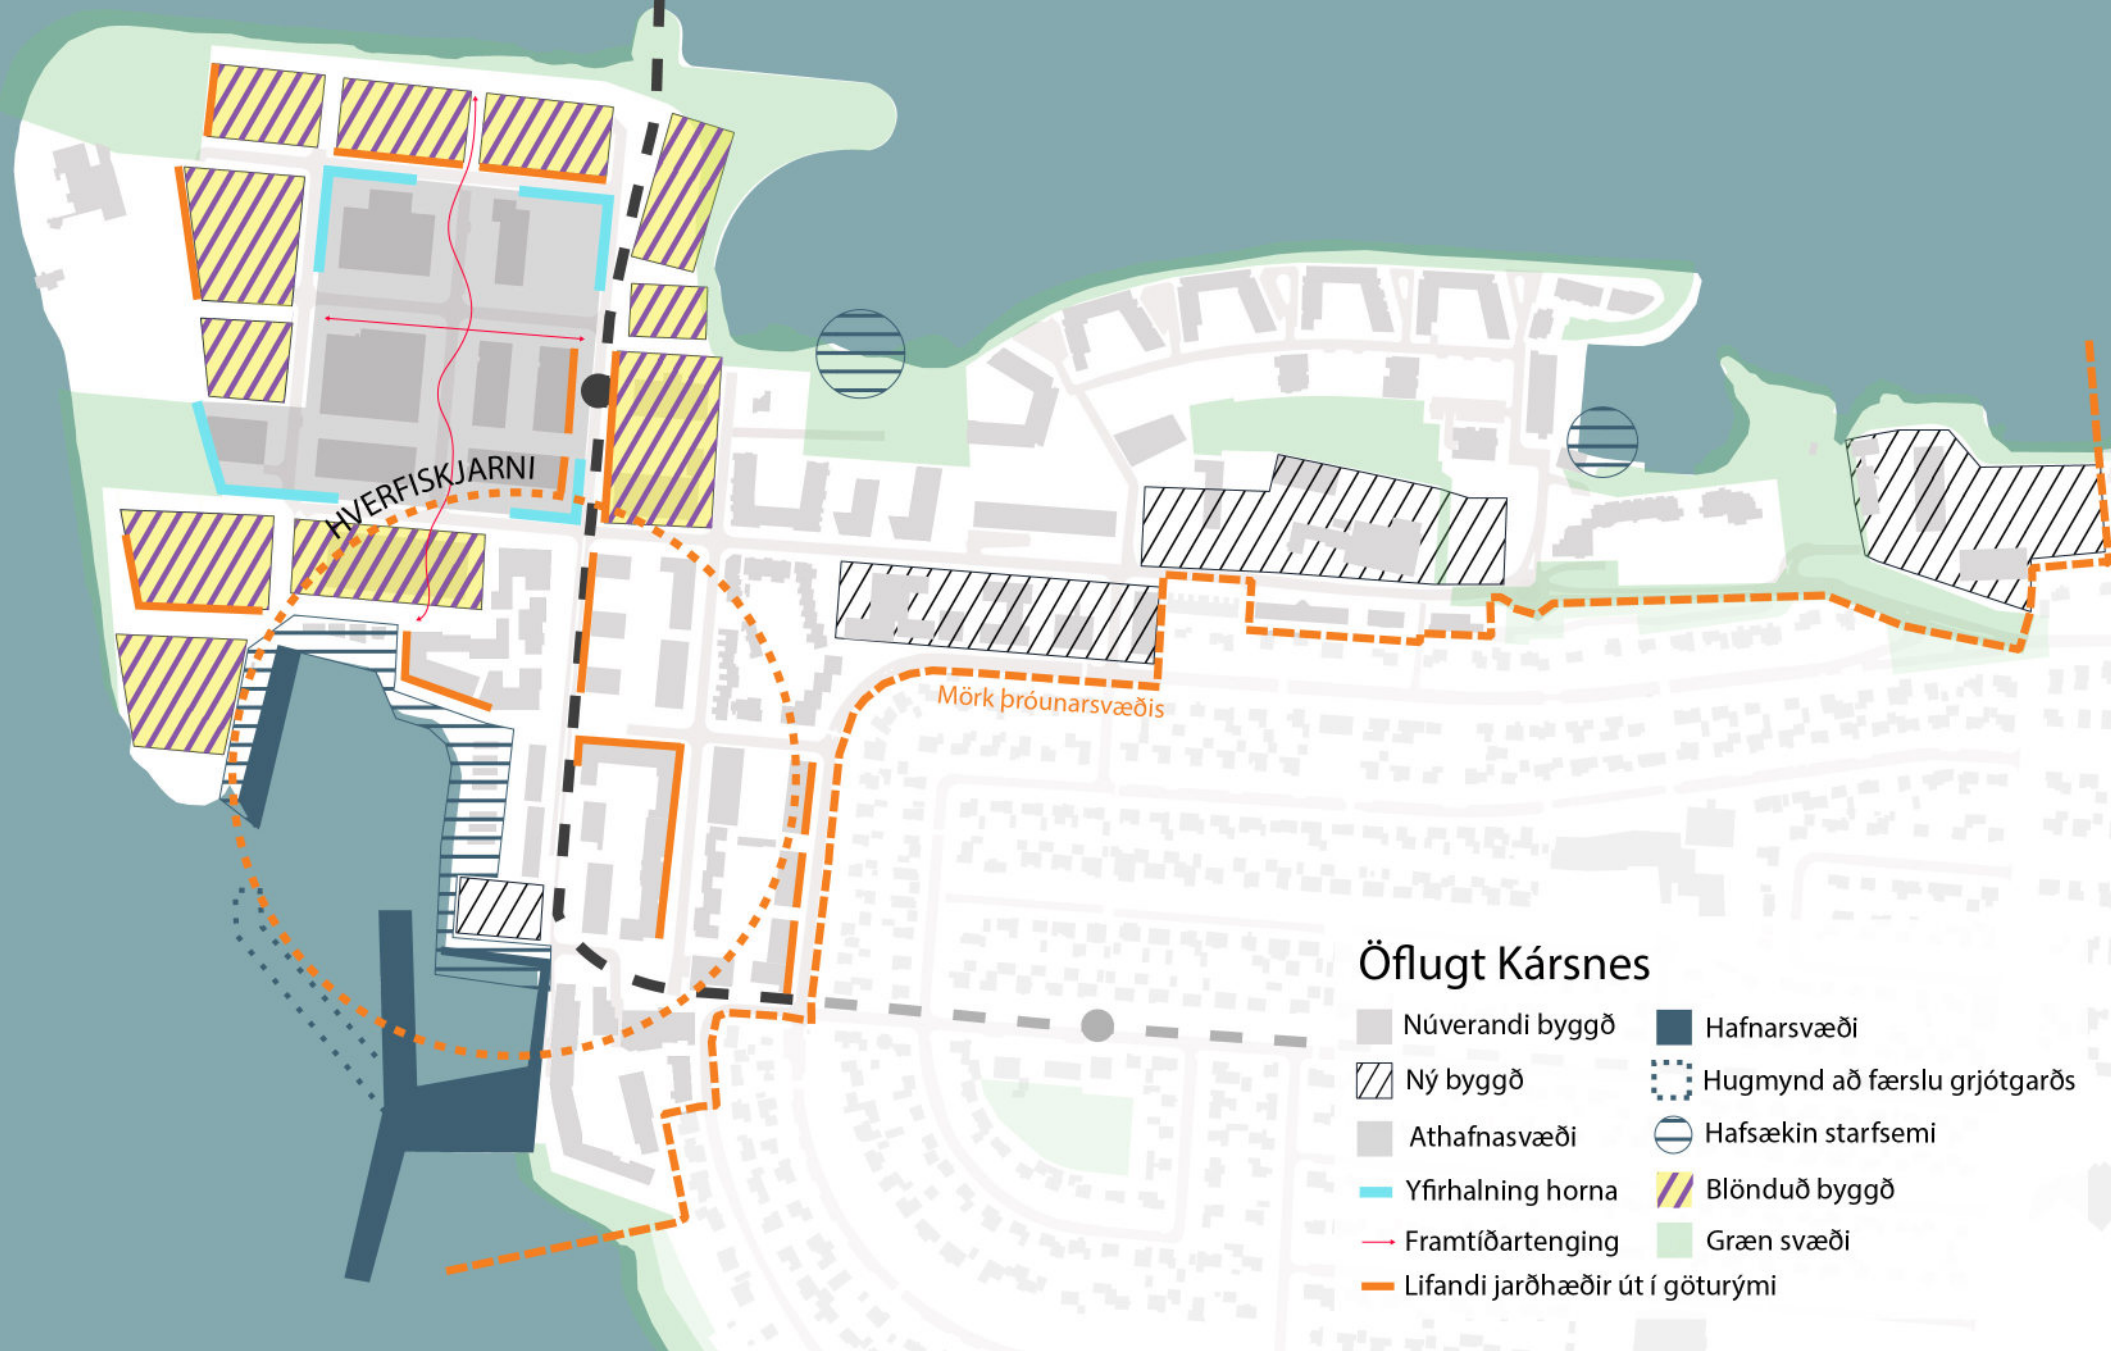 HVERFISKJARNI
Mörk þróunarsvæðis
Öflugt Kársnes
Núverandi byggð
Ný byggð
Athafnasvæði
Yfirhalning horna
Framtíðartenging
Lifandi jarðhæðir út í göturými
Hafnarsvæði
Hugmynd að færslu grjótgarðs
Hafsækin starfsemi
Blönduð byggð
Græn svæði